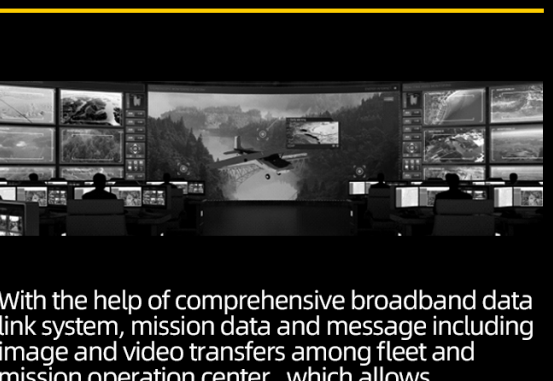 With the help of comprehensive broadband data
link system, mission data and message including
image and video transfers among fleet and
mission operation center, which allows